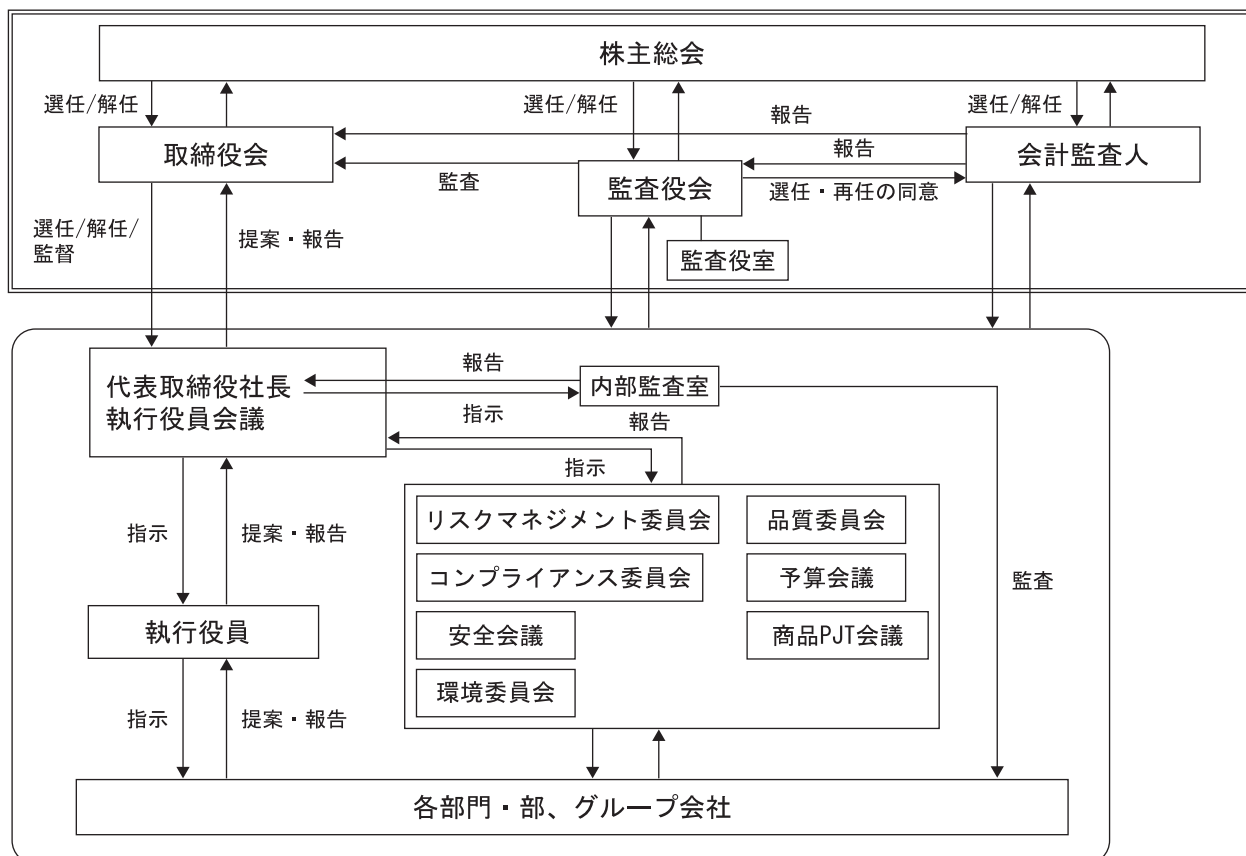 株主総会
選任/解任
選任/解任
選任/解任
報告
取締役会
会計監査人
報告
監査
監査役会
選任・再任の同意
選任/解任/
監督
提案・報告
監査役室
代表取締役社長
執行役員会議
報告
内部監査室
指示
報告
指示
リスクマネジメント委員会
品質委員会
指示
提案・報告
コンプライアンス委員会
予算会議
監査
執行役員
安全会議
商品PJT会議
環境委員会
指示
提案・報告
各部門・部、グループ会社